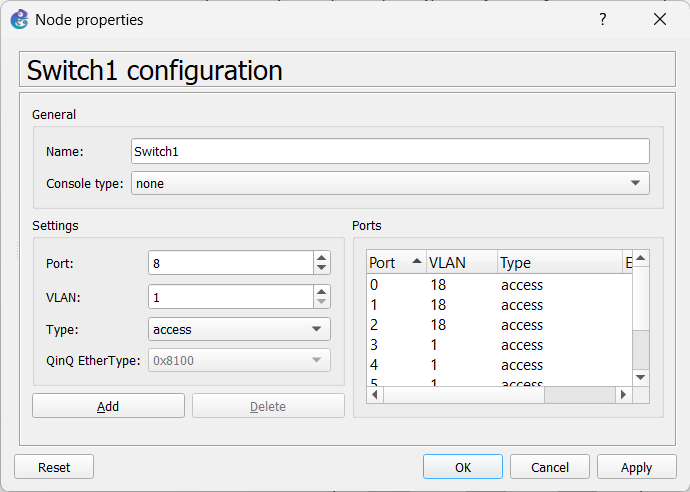 Node properties ? ×
Switch1 configuration
General
Name: Switch1
Console type: none
Settings
Port: 8
VLAN: 1
Type: access
QinQ EtherType: 0x8100
Add Delete
Ports
Port VLAN Type E
0 18 access
1 18 access
2 18 access
3 1 access
4 1 access
5 1 access
Reset OK Cancel Apply